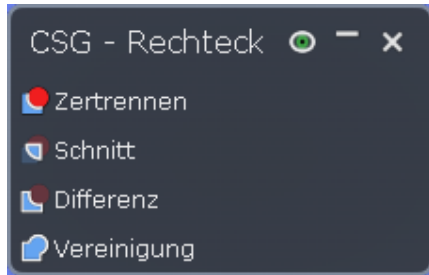 CSG - Rechteck
Zertrennen
Schnitt
Differenz
Vereinigung